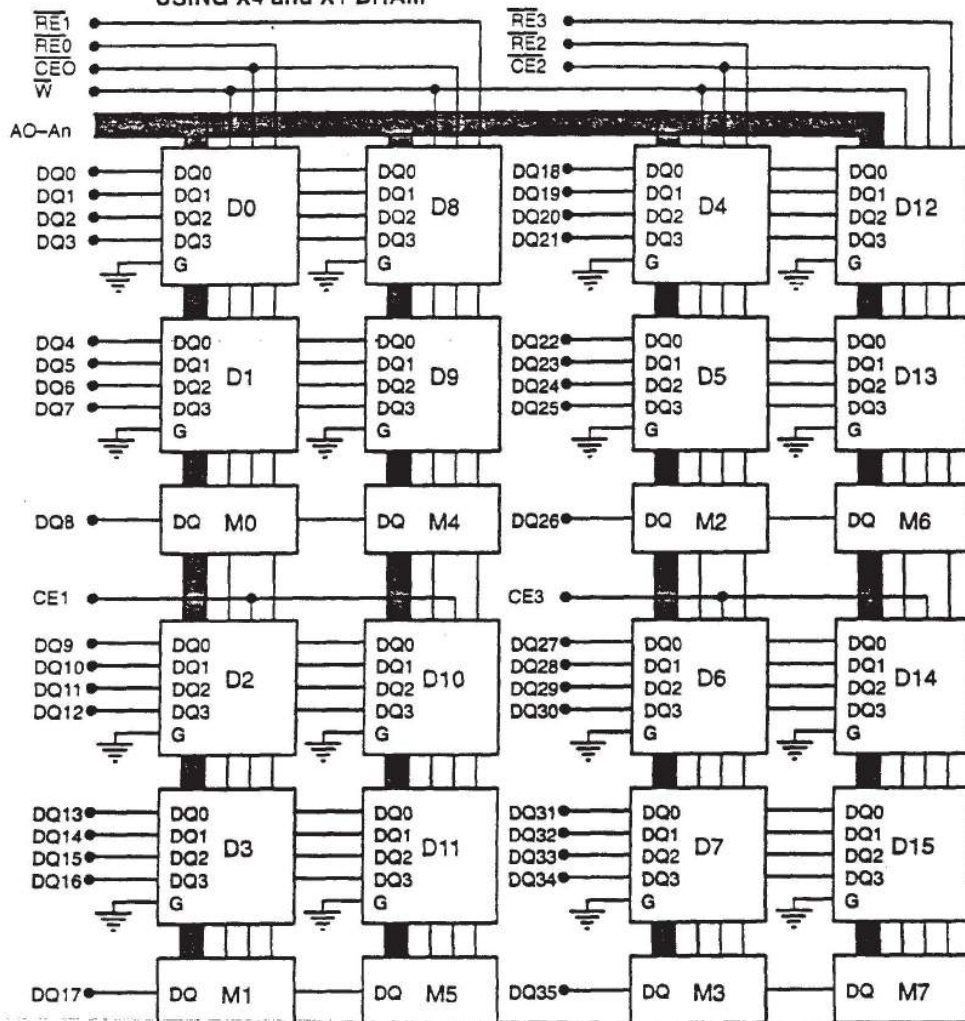 USING X4 and X1 DRAM
RE1
RE3
RE0
RE2
CEO
CE2
W
AO–An
DQ0 DQ0 DQ0 DQ18 DQ0 DQ0
DQ1 DQ1 D0 DQ1 D8 DQ19 DQ1 D4 DQ1 D12
DQ2 DQ2 DQ2 DQ20 DQ2 DQ2
DQ3 DQ3 DQ3 DQ21 DQ3 DQ3
G G G G
DQ4 DQ0 DQ0 DQ22 DQ0 DQ0
DQ5 DQ1 D1 DQ1 D9 DQ23 DQ1 D5 DQ1 D13
DQ6 DQ2 DQ2 DQ24 DQ2 DQ2
DQ7 DQ3 DQ3 DQ25 DQ3 DQ3
G G G G
DQ8 DQ M0 DQ M4 DQ26 DQ M2 DQ M6
CE1 CE3
DQ9 DQ0 DQ0 DQ27 DQ0 DQ0
DQ10 DQ1 D2 DQ1 D10 DQ28 DQ1 D6 DQ1 D14
DQ11 DQ2 DQ2 DQ29 DQ2 DQ2
DQ12 DQ3 DQ3 DQ30 DQ3 DQ3
G G G G
DQ13 DQ0 DQ0 DQ31 DQ0 DQ0
DQ14 DQ1 D3 DQ1 D11 DQ32 DQ1 D7 DQ1 D15
DQ15 DQ2 DQ2 DQ33 DQ2 DQ2
DQ16 DQ3 DQ3 DQ34 DQ3 DQ3
G G G G
DQ17 DQ M1 DQ M5 DQ35 DQ M3 DQ M7